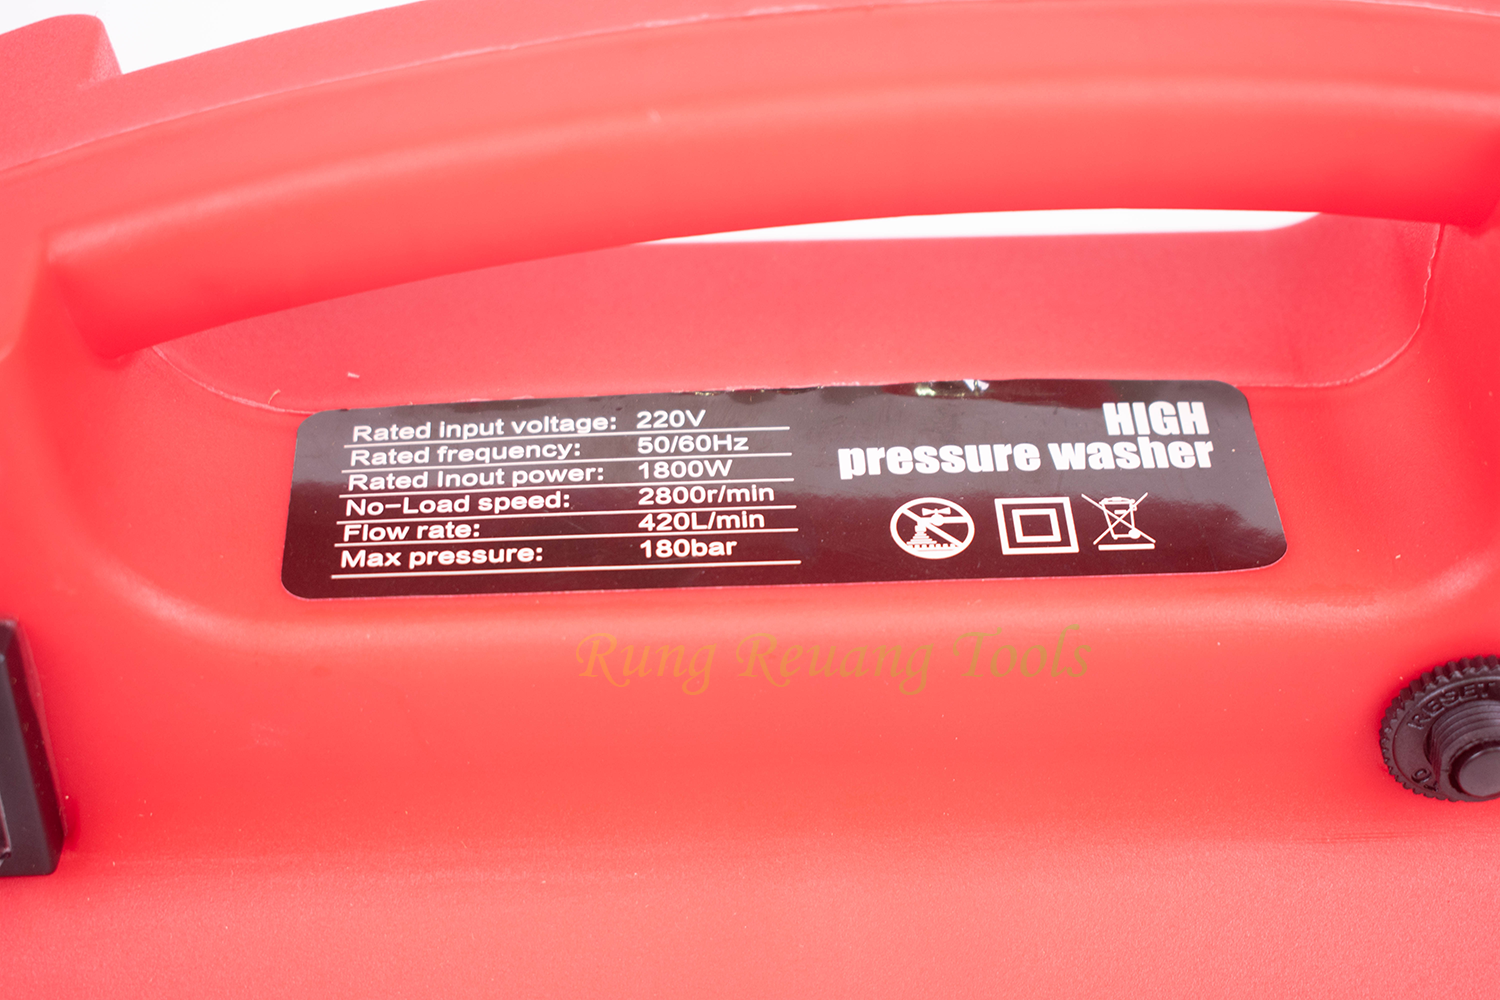 Rated input voltage: 220V
Rated frequency: 50/60Hz
Rated Inout power: 1800W
No-Load speed: 2800r/min
Flow rate: 420L/min
Max pressure: 180bar
HIGH
pressure washer
Rung Reuang Tools
RESET